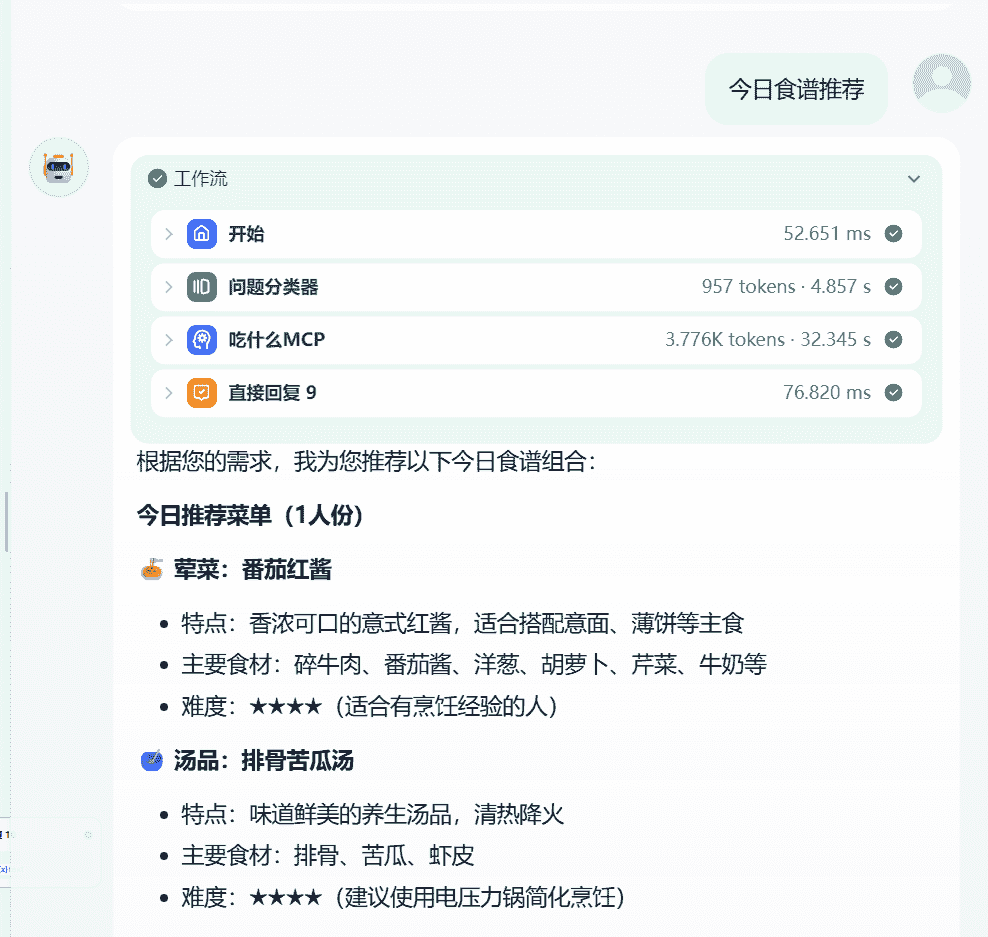 今日食谱推荐
工作流
开始 52.651 ms
问题分类器 957 tokens · 4.857 s
吃什么MCP 3.776K tokens · 32.345 s
直接回复 9 76.820 ms
根据您的需求，我为您推荐以下今日食谱组合：
今日推荐菜单（1人份）
荤菜：番茄红酱
特点：香浓可口的意式红酱，适合搭配意面、薄饼等主食
主要食材：碎牛肉、番茄酱、洋葱、胡萝卜、芹菜、牛奶等
难度：★★★★（适合有烹饪经验的人）
汤品：排骨苦瓜汤
特点：味道鲜美的养生汤品，清热降火
主要食材：排骨、苦瓜、虾皮
难度：★★★★（建议使用电压力锅简化烹饪）